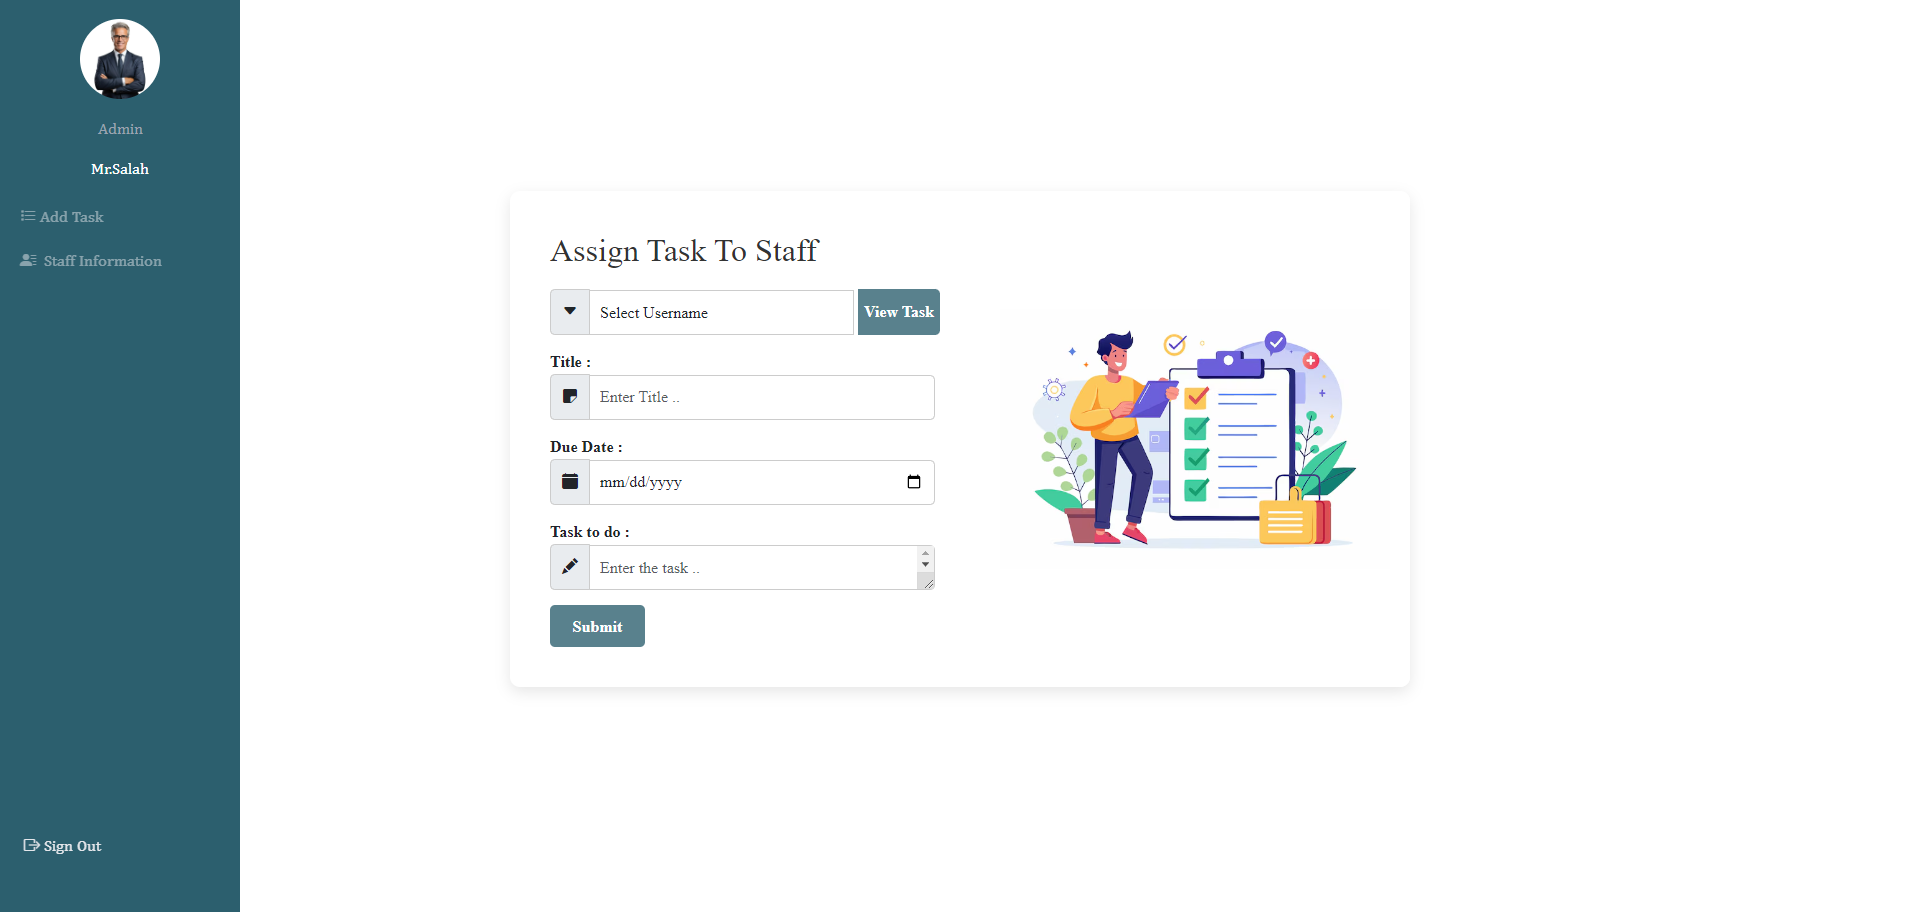 Admin
Mr.Salah
Add Task
Staff Information
Sign Out
Assign Task To Staff
Select Username
View Task
Title :
Enter Title ..
Due Date :
mm/dd/yyyy
Task to do :
Enter the task ..
Submit